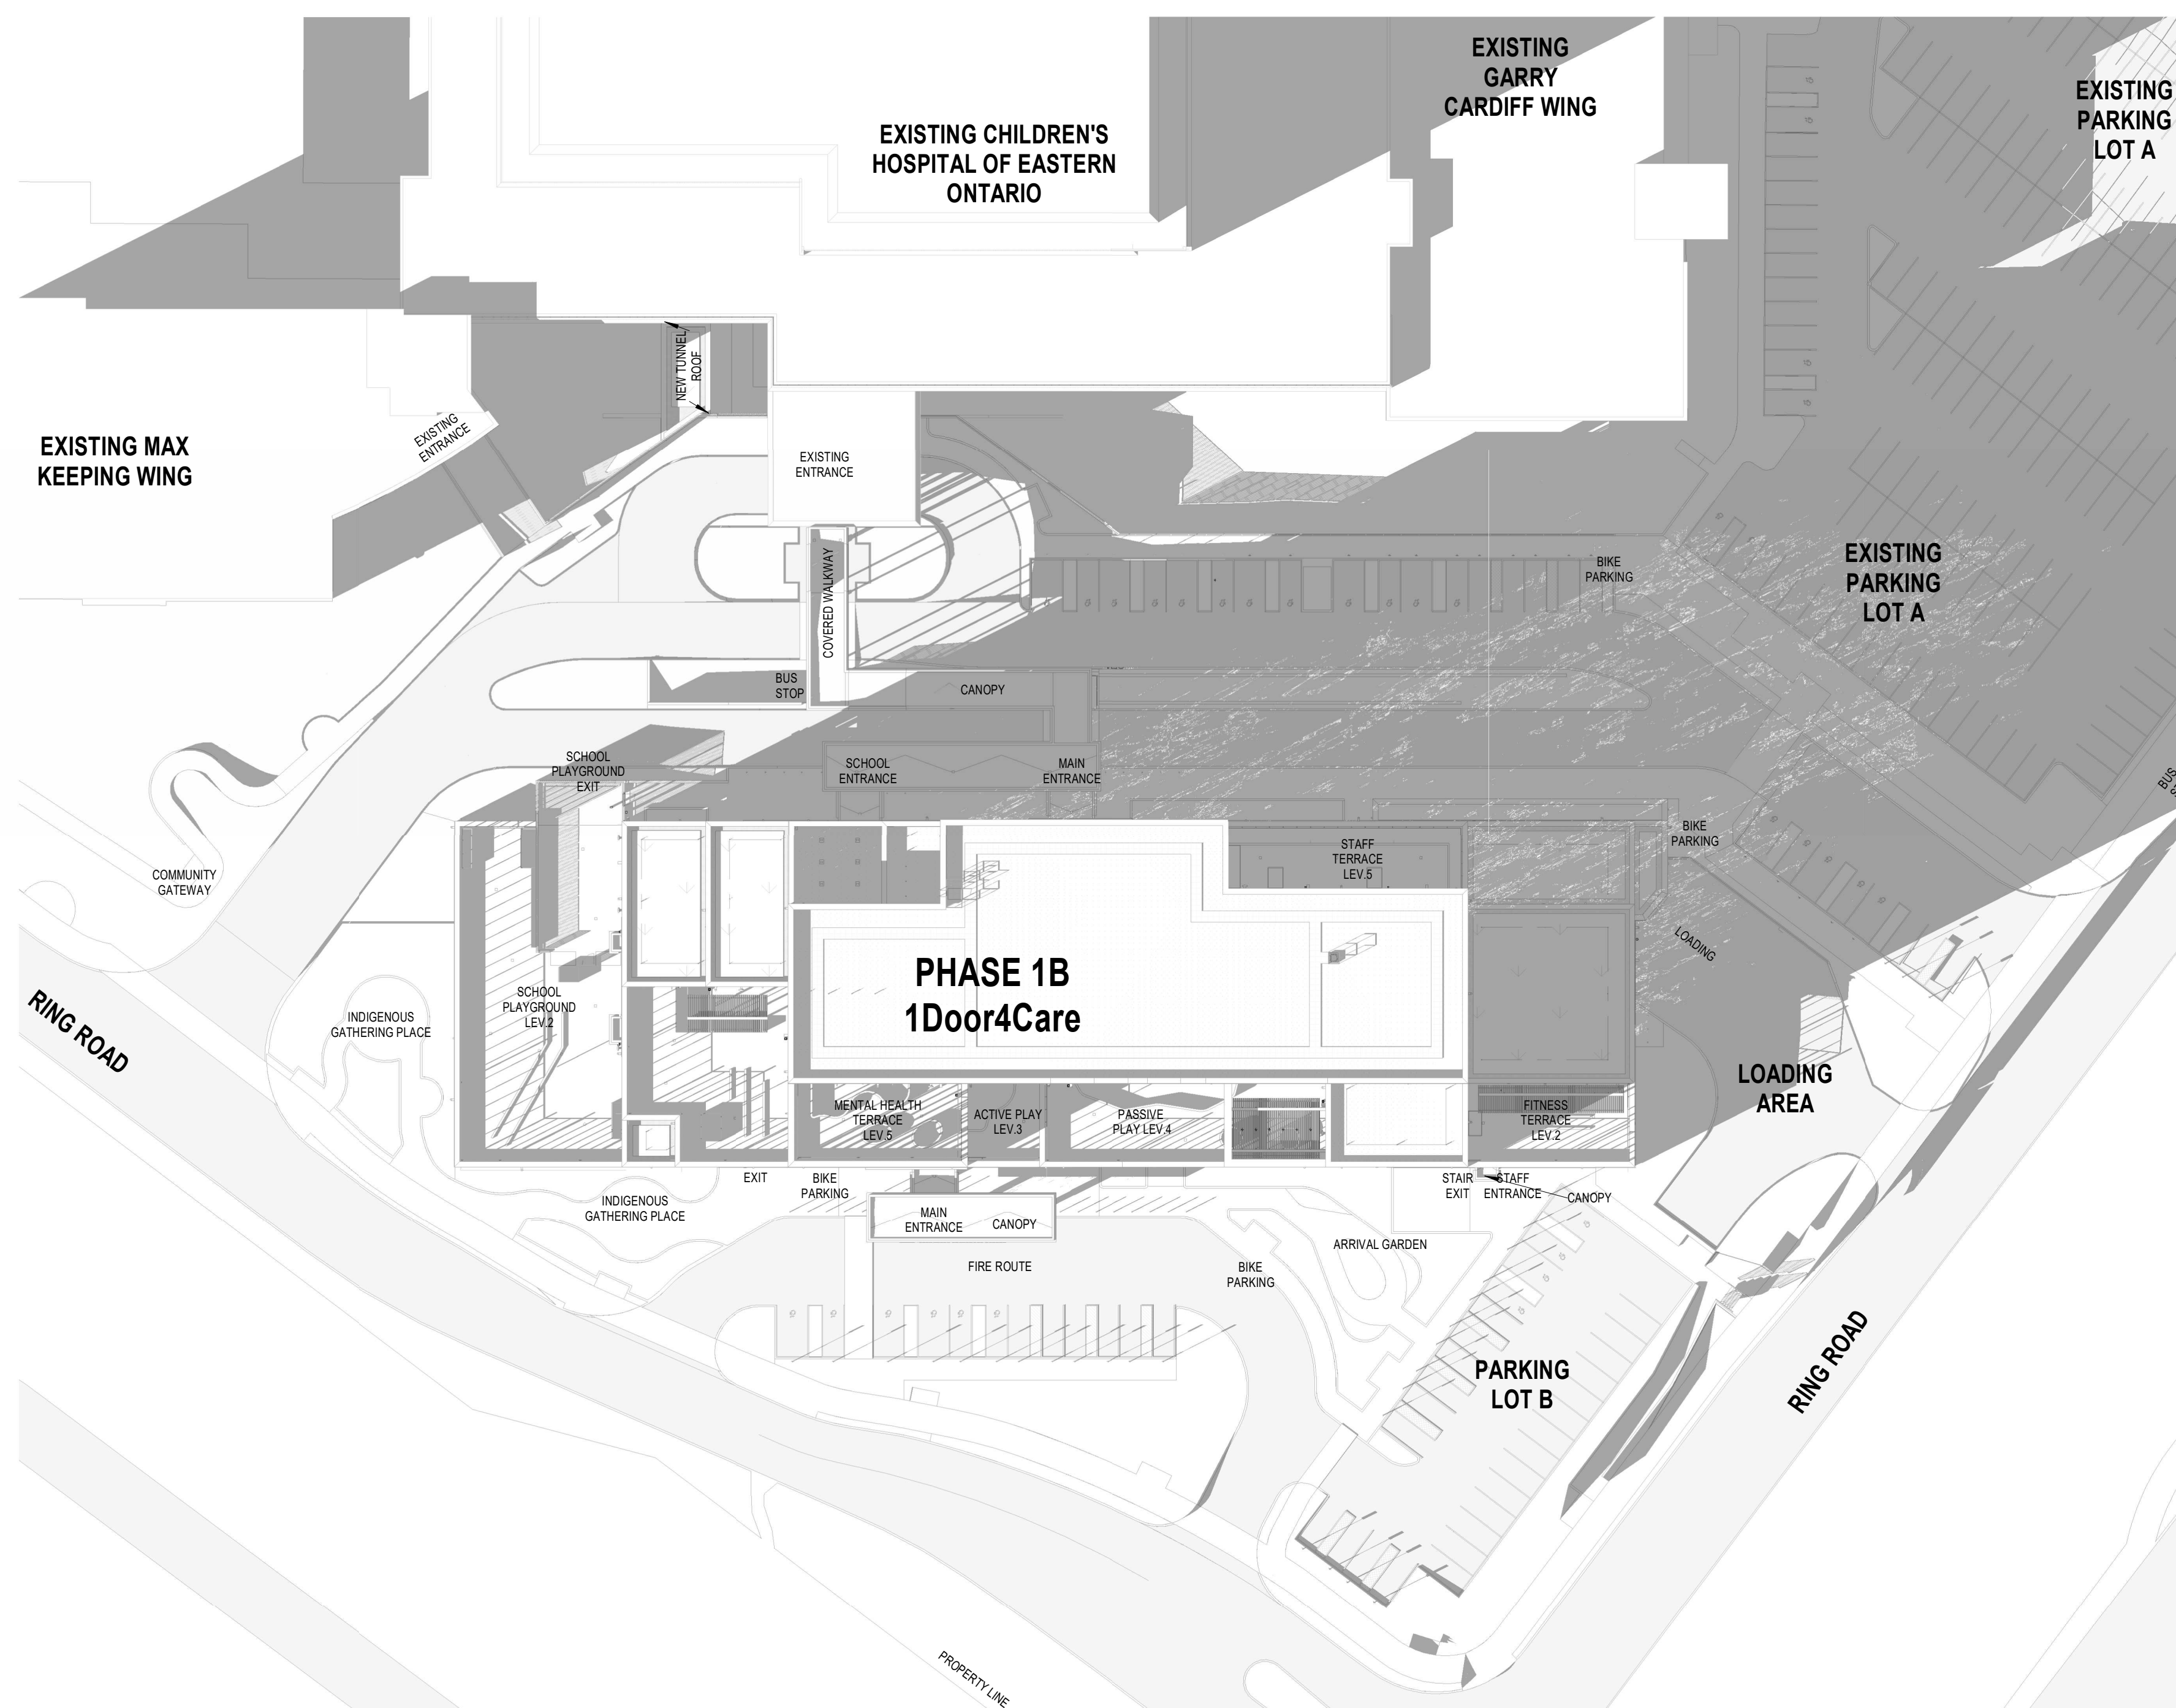 EXISTING
GARRY
CARDIFF WING
EXISTING
PARKING
LOT A
EXISTING CHILDREN'S
HOSPITAL OF EASTERN
ONTARIO
NEW TUNNEL
ROOF
EXISTING
ENTRANCE
EXISTING MAX
KEEPING WING
EXISTING
ENTRANCE
COVERED WALKWAY
BIKE
PARKING
EXISTING
PARKING
LOT A
BUS
STOP
CANOPY
SCHOOL
PLAYGROUND
EXIT
SCHOOL
ENTRANCE
MAIN
ENTRANCE
BUS
COMMUNITY
GATEWAY
STAFF
TERRACE
LEV.5
BIKE
PARKING
LOADING
PHASE 1B
1Door4Care
SCHOOL
PLAYGROUND
LEV.2
INDIGENOUS
GATHERING PLACE
RING ROAD
LOADING
AREA
MENTAL HEALTH
TERRACE
LEV.5
ACTIVE PLAY
LEV.3
PASSIVE
PLAY LEV.4
FITNESS
TERRACE
LEV.2
EXIT
BIKE
PARKING
STAIR
EXIT
STAFF
ENTRANCE
CANOPY
INDIGENOUS
GATHERING PLACE
MAIN
ENTRANCE
CANOPY
ARRIVAL GARDEN
FIRE ROUTE
BIKE
PARKING
PARKING
LOT B
RING ROAD
PROPERTY LINE